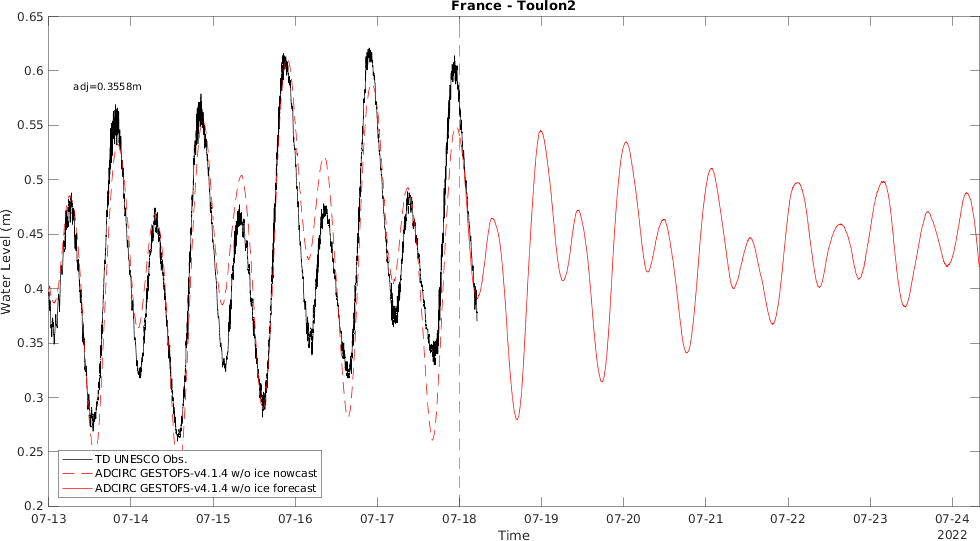 France - Toulon2
0.65
0.6
0.55
0.5
0.45
0.4
0.35
0.3
0.25
0.2
Water Level (m)
adj=0.3558m
TD UNESCO Obs.
ADCIRC GESTOFS-v4.1.4 w/o ice nowcast
ADCIRC GESTOFS-v4.1.4 w/o ice forecast
07-13 07-14 07-15 07-16 07-17 07-18 07-19 07-20 07-21 07-22 07-23 07-24
Time
2022